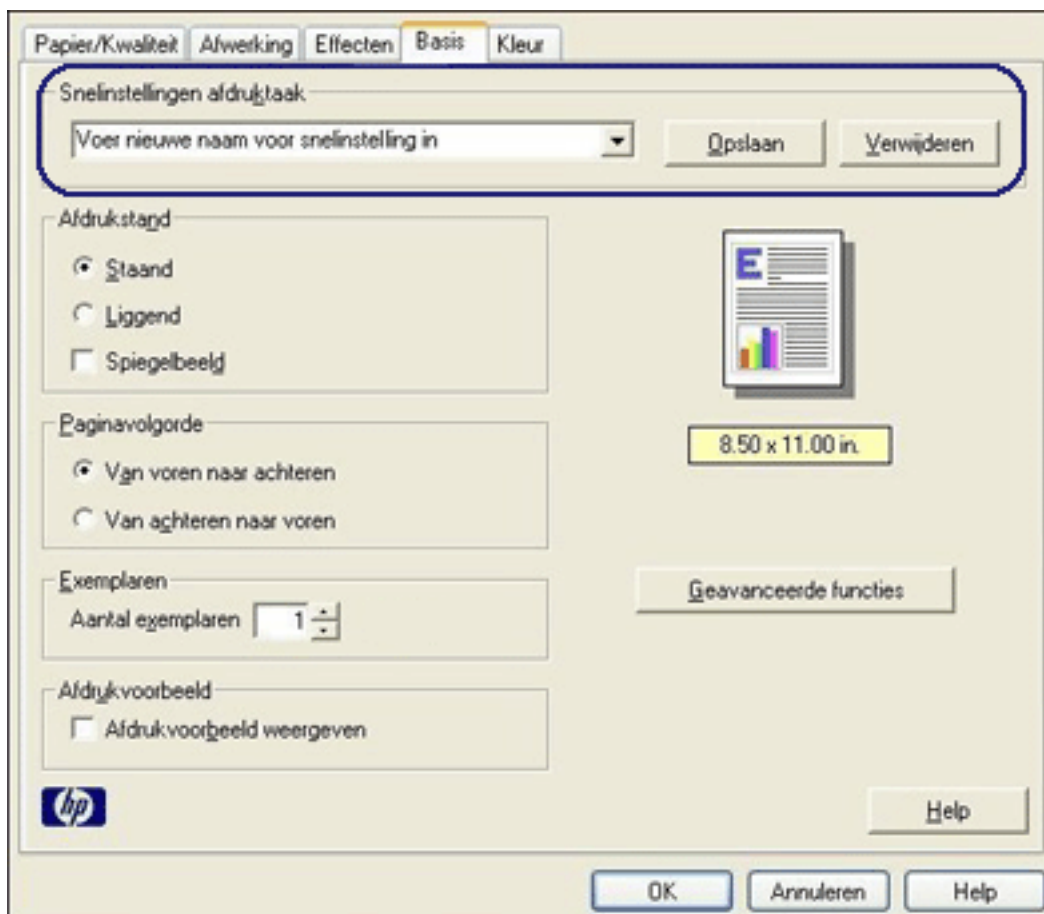 Papier/Kwaliteit Afwerking Effecten Basis Kleur
Snelinstellingen afdruktaak
Voer nieuwe naam voor snelinstelling in Opslaan Verwijderen
Afdrukstand
Staand
Liggend
Spiegelbeeld
E
Paginavolgorde
8.50 x 11.00 in.
Van voren naar achteren
Van achteren naar voren
Exemplaren
Geavanceerde functies
Aantal exemplaren 1
Afdrukvoorbeeld
Afdrukvoorbeeld weergeven
hp
Help
OK Annuleren Help